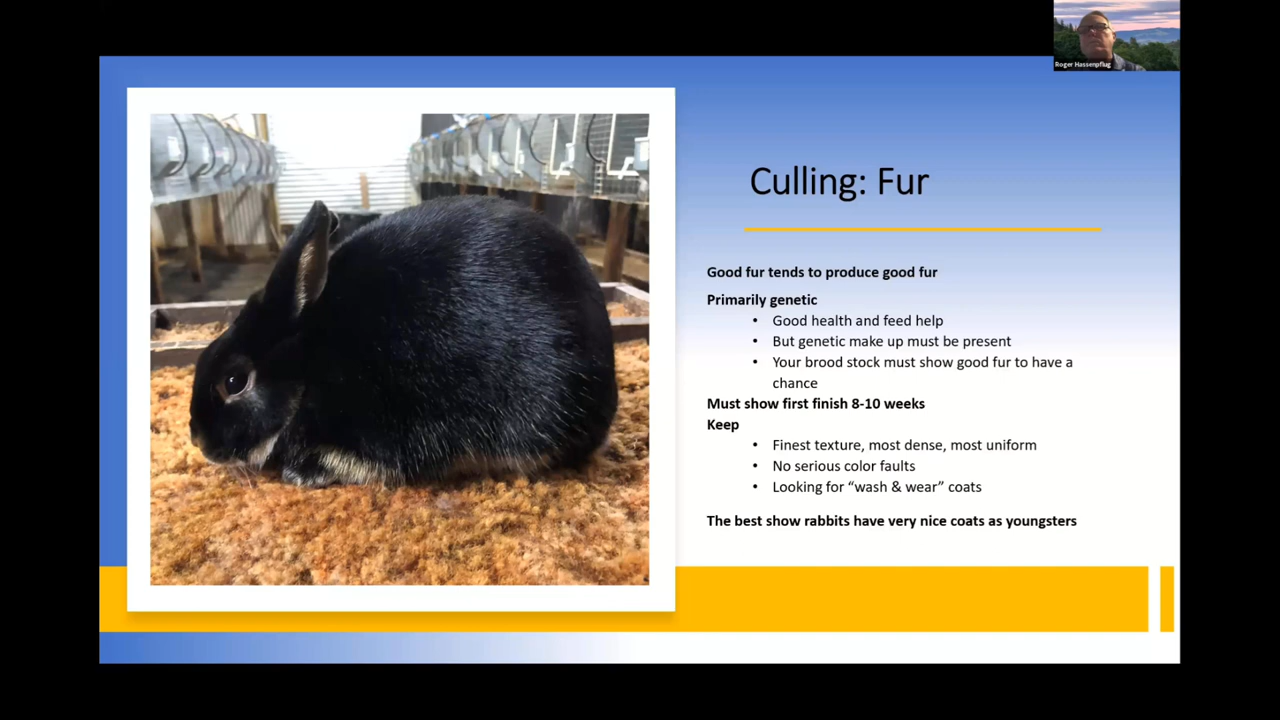 Roger Hassenpflug
Culling: Fur
Good fur tends to produce good fur
Primarily genetic
• Good health and feed help
• But genetic make up must be present
• Your brood stock must show good fur to have a
chance
Must show first finish 8-10 weeks
Keep
• Finest texture, most dense, most uniform
• No serious color faults
• Looking for “wash & wear” coats
The best show rabbits have very nice coats as youngsters